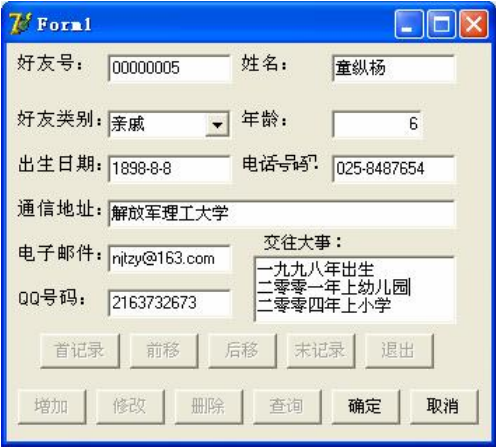 Form1
好友号： 00000005 姓名： 童纵杨
好友类别： 亲戚 年龄： 6
出生日期： 1898-8-8 电话号码： 025-8487654
通信地址： 解放军理工大学
电子邮件： njtzy@163.com 交往大事：
一九九八年出生
二零零一年上幼儿园
二零零四年上小学
QQ号码： 2163732673
首记录 前移 后移 末记录 退出
增加 修改 删除 查询 确定 取消